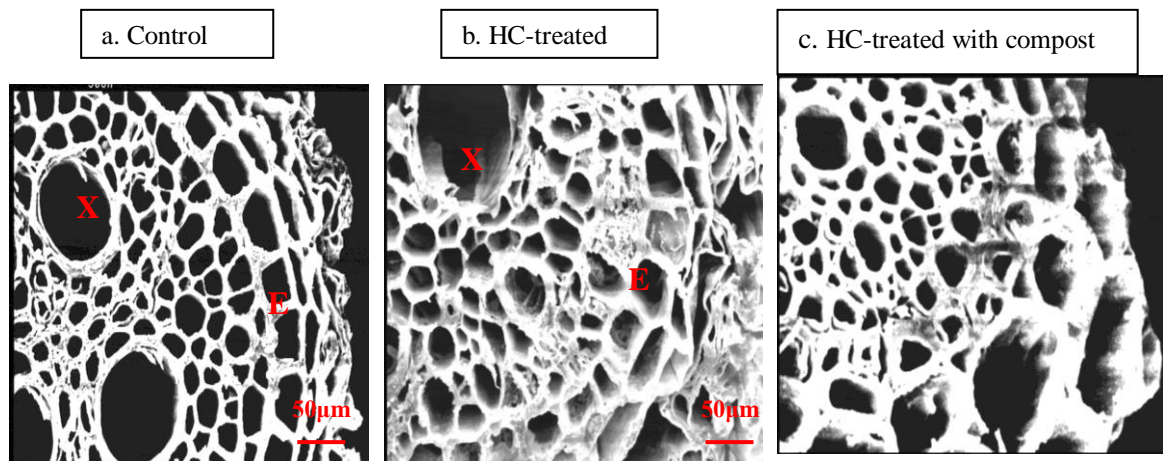 a. Control
b. HC-treated
c. HC-treated with compost
X
E
50µm
X
E
50µm